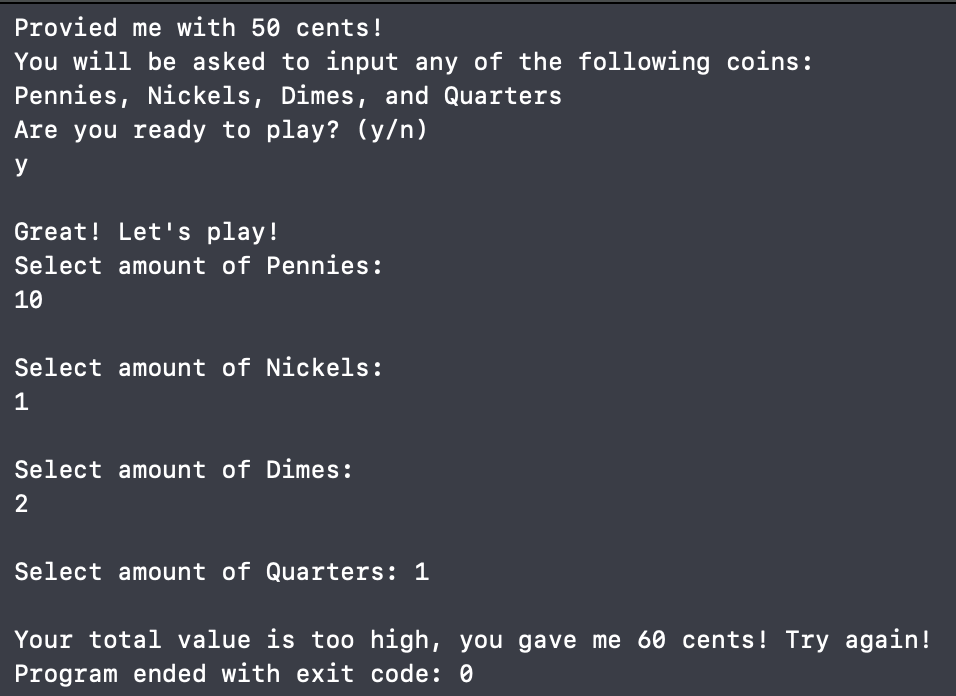 Provied me with 50 cents!
You will be asked to input any of the following coins:
Pennies, Nickels, Dimes, and Quarters
Are you ready to play? (y/n)
y
Great! Let's play!
Select amount of Pennies:
10
Select amount of Nickels:
1
Select amount of Dimes:
2
Select amount of Quarters: 1
Your total value is too high, you gave me 60 cents! Try again!
Program ended with exit code: 0